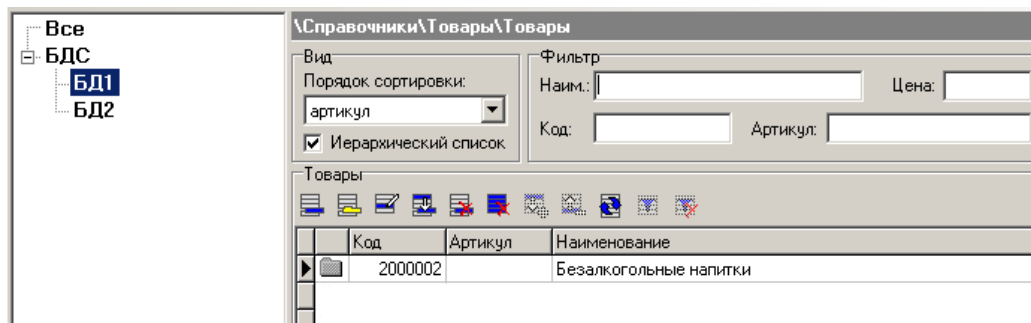 Все
БДС
БД1
БД2
\Справочники\Товары\Товары
Вид
Порядок сортировки:
артикул
Иерархический список
Фильтр
Наим.:
Цена:
Код:
Артикул:
Товары
Код Артикул Наименование
2000002 Безалкогольные напитки